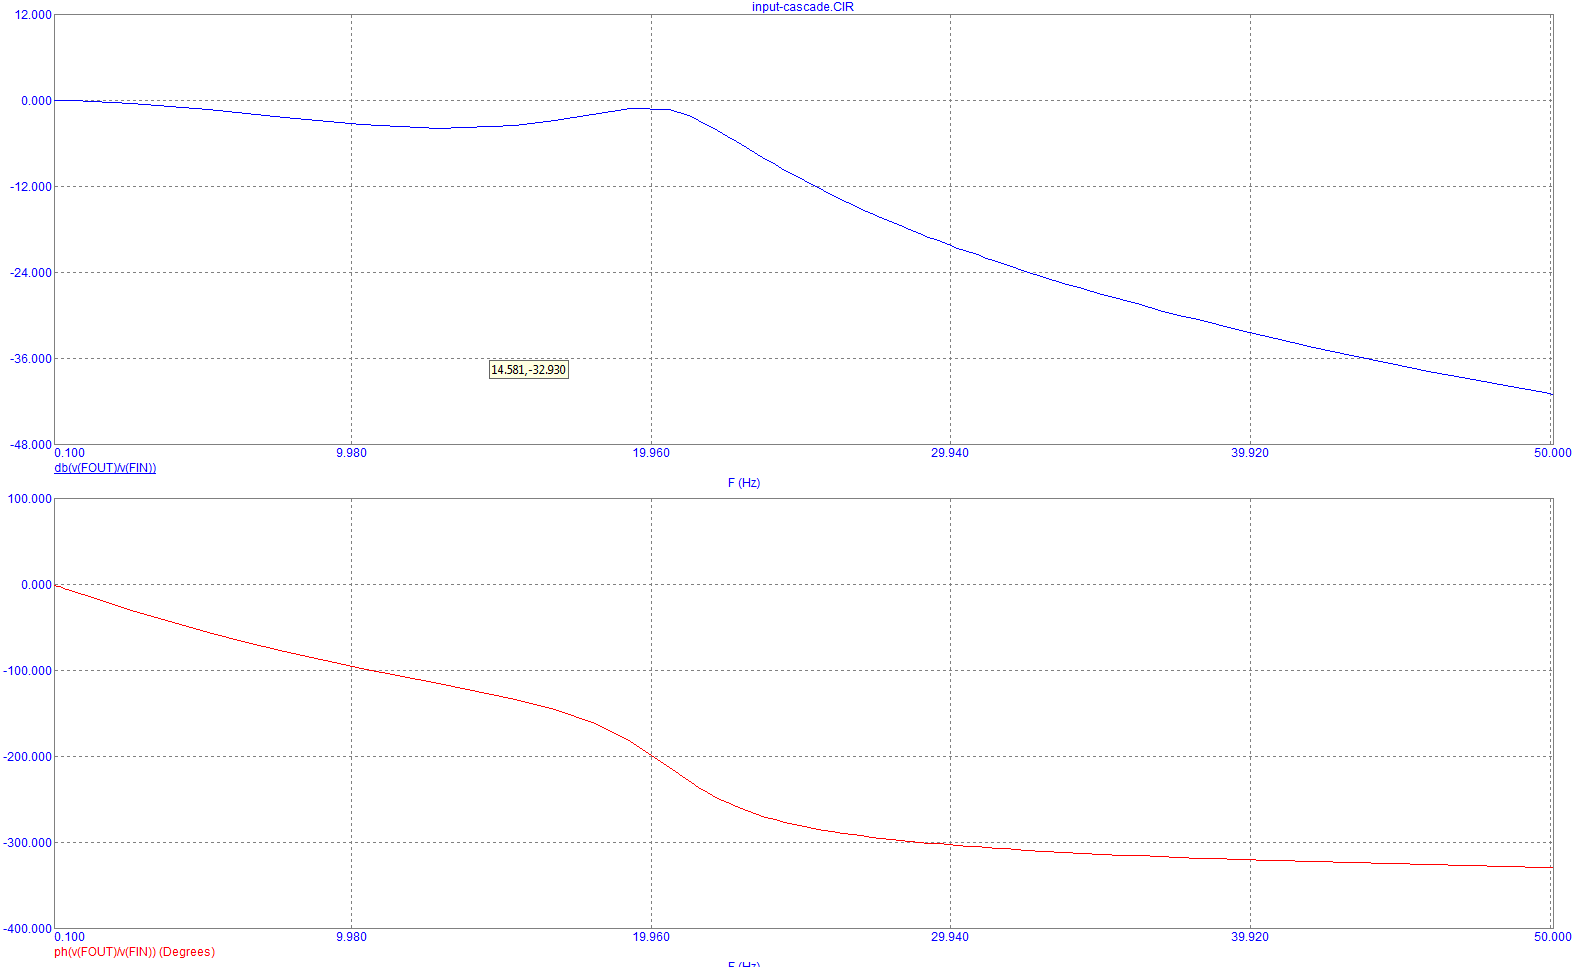 input-cascade.CIR
12.000
0.000
-12.000
-24.000
-36.000
-48.000
14.581,-32.930
0.100 9.980 19.960 29.940 39.920 50.000
db(v(FOUT)/v(FIN))
F (Hz)
100.000
0.000
-100.000
-200.000
-300.000
-400.000
0.100 9.980 19.960 29.940 39.920 50.000
ph(v(FOUT)/v(FIN)) (Degrees)
F (Hz)